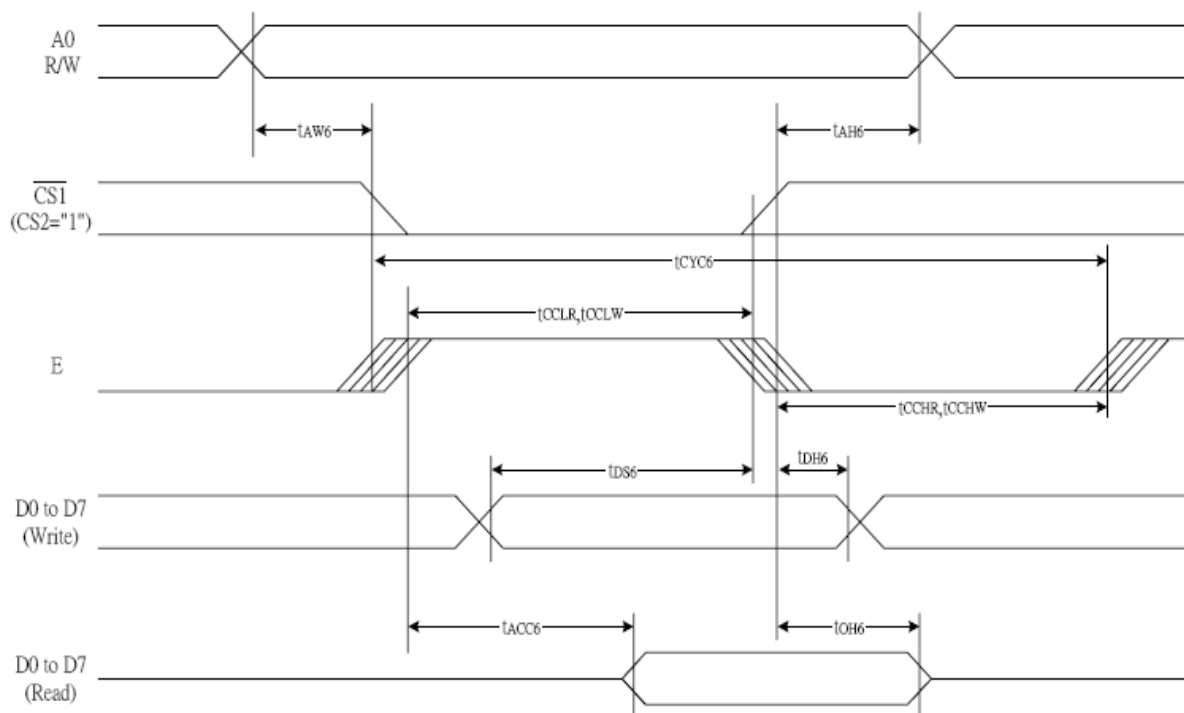 A0
R/W
tAW6
tAH6
CS1
(CS2="1")
tCYC6
tCCLR,tCCLW
E
tCCHR,tCCHW
tDS6
tDH6
D0 to D7
(Write)
tACC6
tOH6
D0 to D7
(Read)